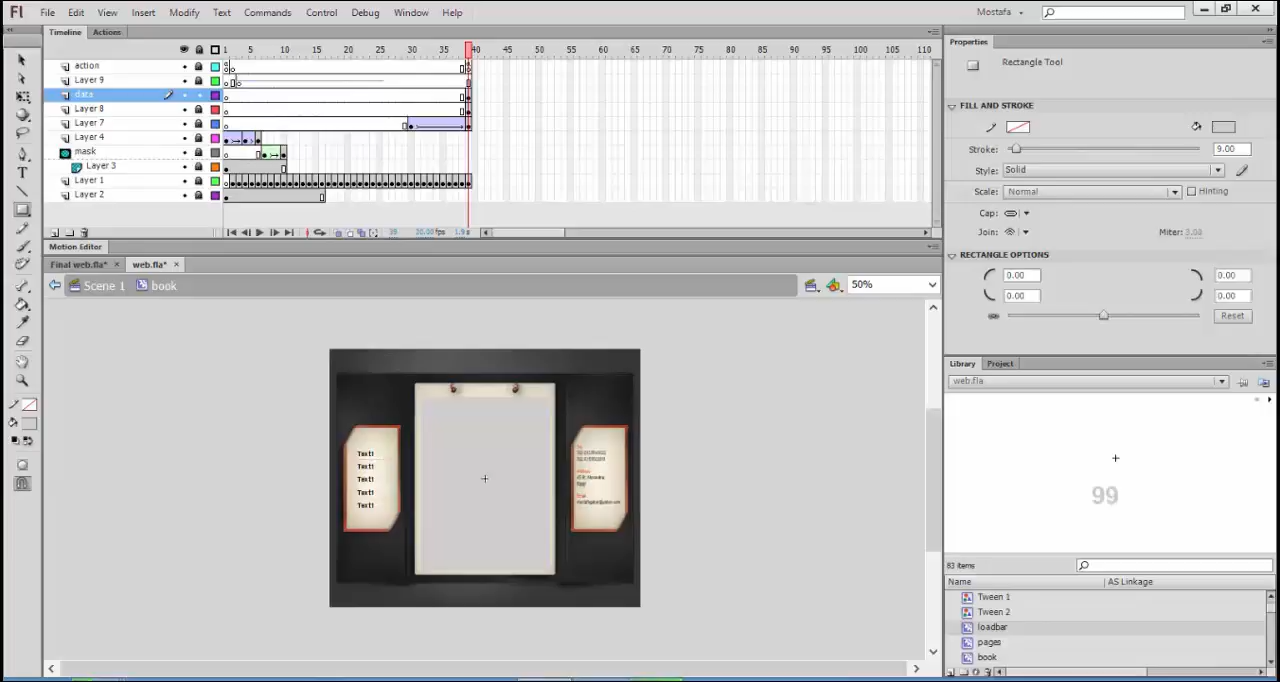 Fl File Edit View Insert Modify Text Commands Control Debug Window Help Mostafa
Timeline Actions
1 5 10 15 20 25 30 35 40 45 50 55 60 65 70 75 80 85 90 95 100 105 110
action
Layer 9
data
Layer 8
Layer 7
Layer 4
mask
Layer 3
Layer 1
Layer 2
1.9 s
Motion Editor
Final web.fla* × web.fla* ×
Scene 1 book 50%
Text1
Text1
Text1
Text1
Text1
Properties
Rectangle Tool
FILL AND STROKE
Stroke: 9.00
Style: Solid
Scale: Normal Hinting
Cap:
Join: Miter: 3.00
RECTANGLE OPTIONS
0.00 0.00
0.00 0.00
Reset
Library Project
web.fla
99
83 items
Name AS Linkage
Tween 1
Tween 2
loadbar
pages
book